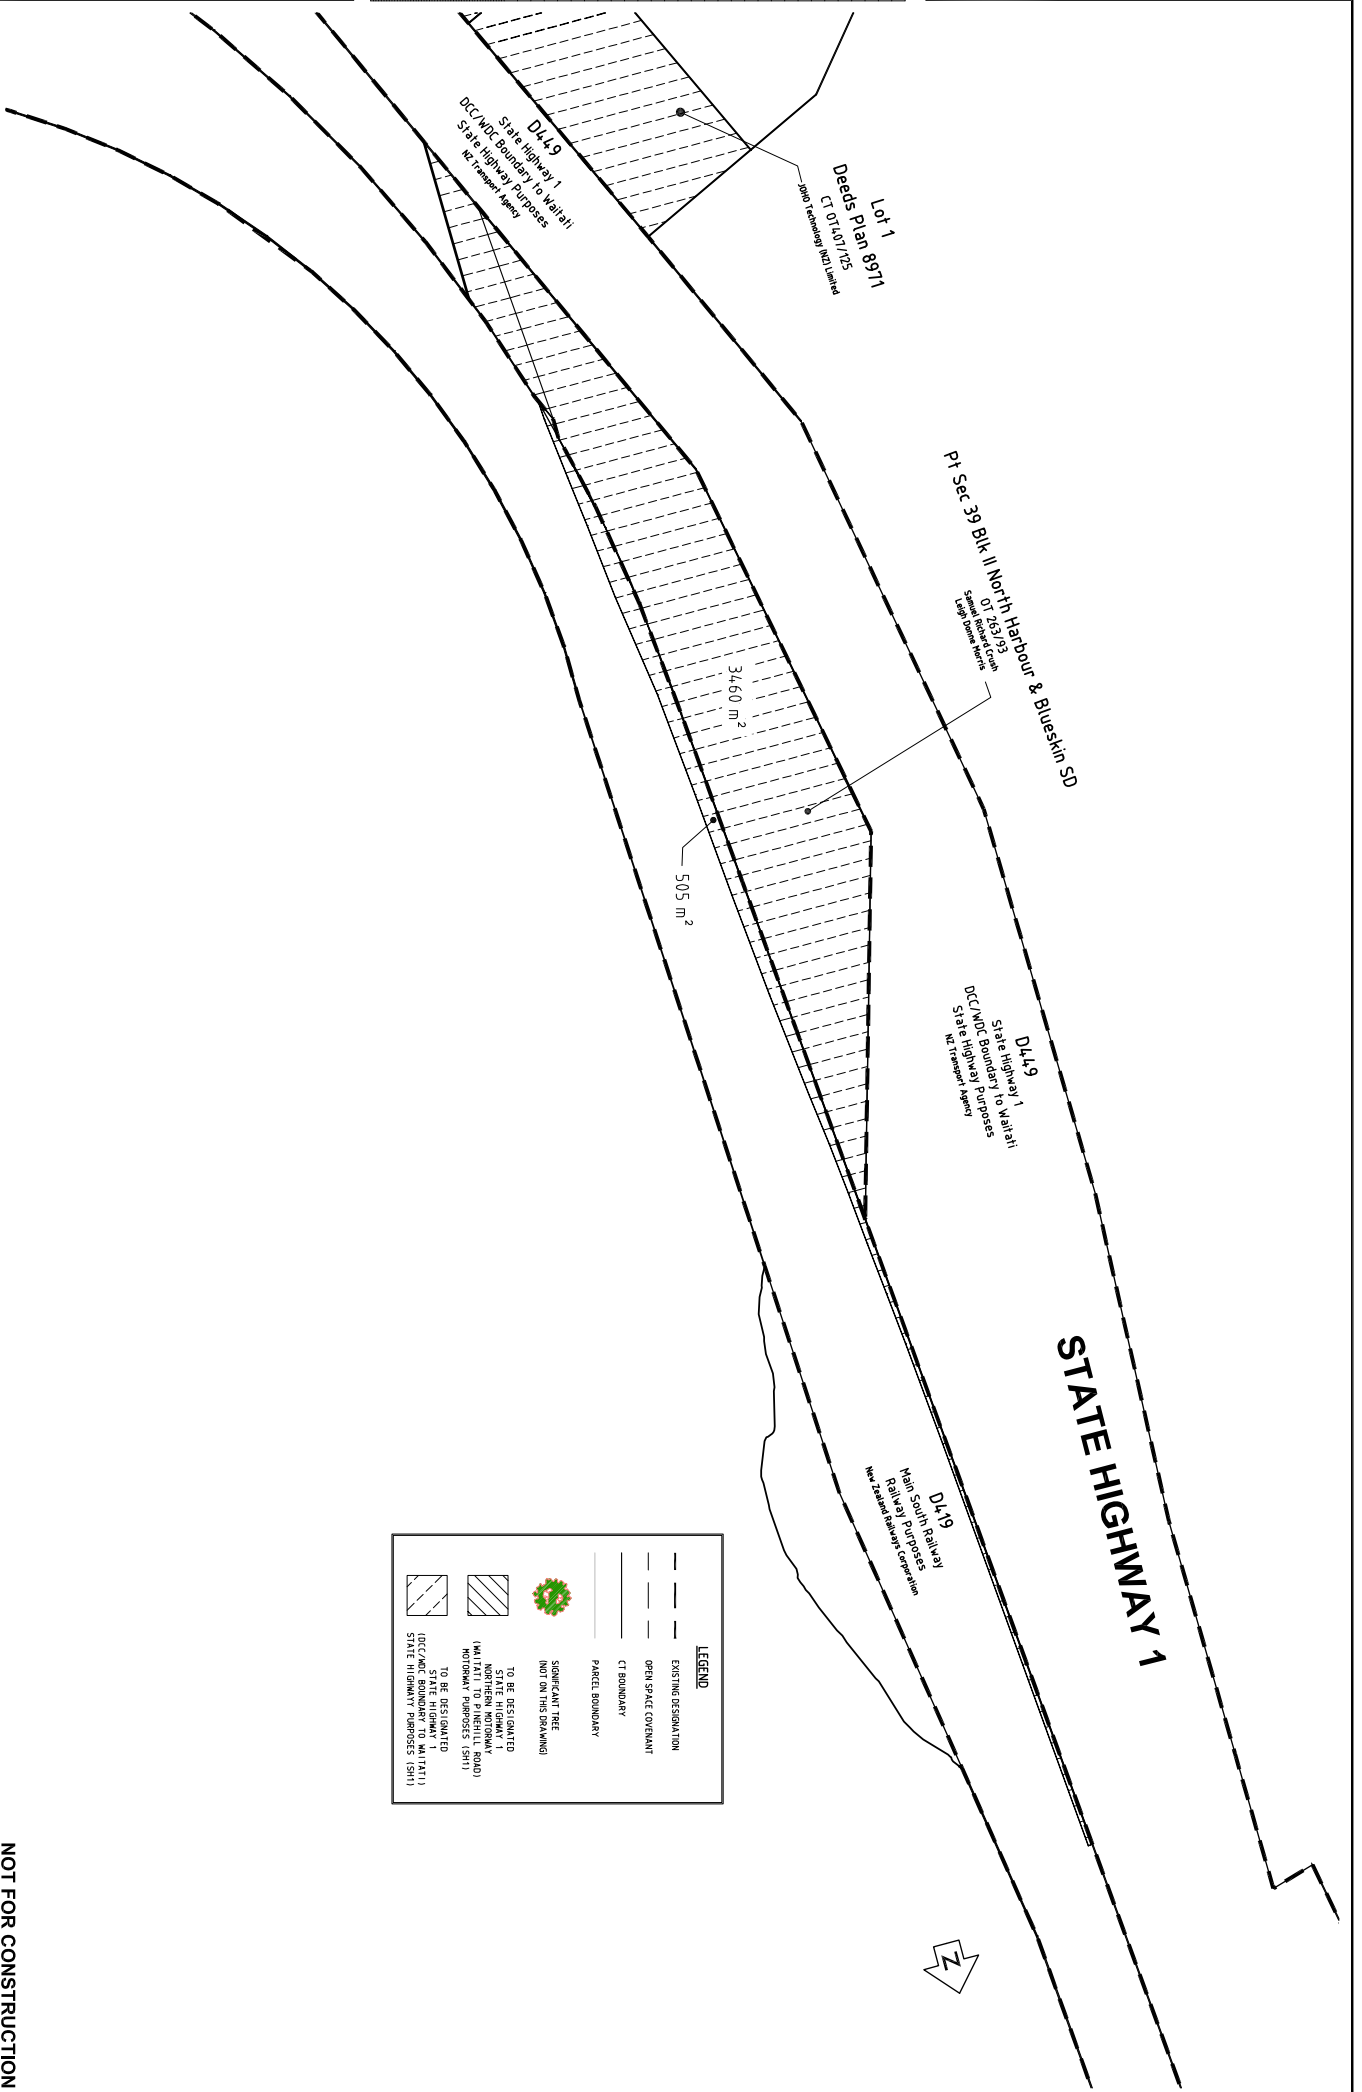 Lot 1
Deeds Plan 8971
CT OT407/125
JOHO Technology (NZ) Limited
D449
State Highway 1
DCC/WDC Boundary to Waitati
State Highway Purposes
NZ Transport Agency
Pt Sec 39 Blk II North Harbour & Blueskin SD
OT 263/93
Samuel Richard Crush
Leigh Donne Morris
3460 m²
505 m²
D449
State Highway 1
DCC/WDC Boundary to Waitati
State Highway Purposes
NZ Transport Agency
STATE HIGHWAY 1
D419
Main South Railway
Railway Purposes
New Zealand Railways Corporation
LEGEND
EXISTING DESIGNATION
OPEN SPACE COVENANT
CT BOUNDARY
PARCEL BOUNDARY
SIGNIFICANT TREE
(NOT ON THIS DRAWING)
TO BE DESIGNATED
STATE HIGHWAY 1
NORTHERN MOTORWAY
(WAITATI TO PINEHILL ROAD)
MOTORWAY PURPOSES (SH1)
TO BE DESIGNATED
STATE HIGHWAY 1
(DCC/WDC BOUNDARY TO WAITATI)
STATE HIGHWAYY PURPOSES (SH1)
N
NOT FOR CONSTRUCTION